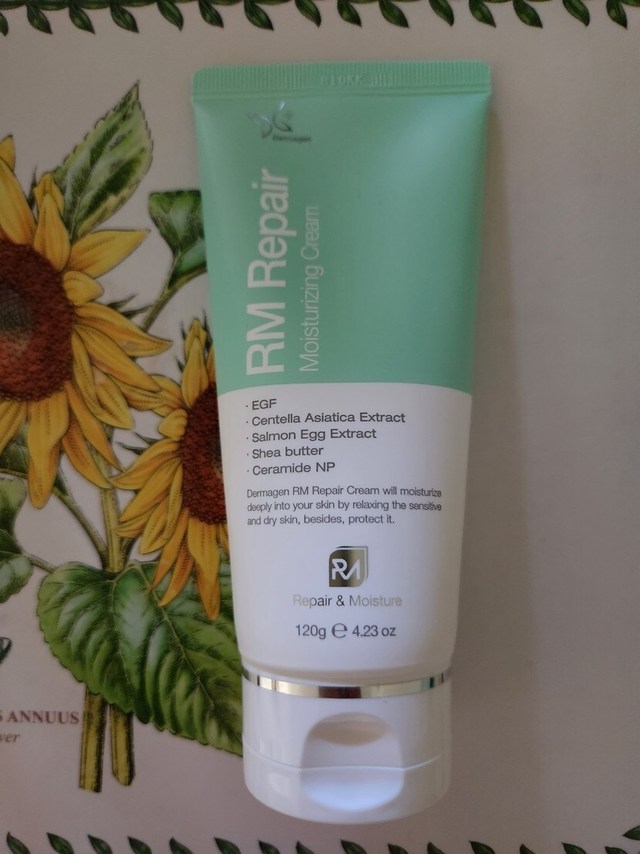 Dermagen
RM Repair
Moisturizing Cream
· EGF
· Centella Asiatica Extract
· Salmon Egg Extract
· Shea butter
· Ceramide NP
Dermagen RM Repair Cream will moisturize
deeply into your skin by relaxing the sensitive
and dry skin, besides, protect it.
RM
Repair & Moisture
120g ℮ 4.23 oz
S ANNUUS
ver